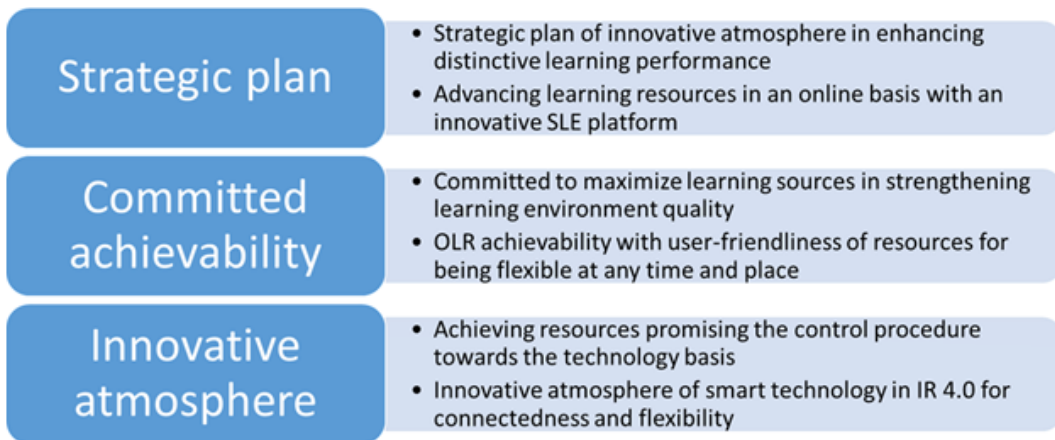 Strategic plan
• Strategic plan of innovative atmosphere in enhancing
distinctive learning performance
• Advancing learning resources in an online basis with an
innovative SLE platform
Committed
achievability
• Committed to maximize learning sources in strengthening
learning environment quality
• OLR achievability with user-friendliness of resources for
being flexible at any time and place
Innovative
atmosphere
• Achieving resources promising the control procedure
towards the technology basis
• Innovative atmosphere of smart technology in IR 4.0 for
connectedness and flexibility